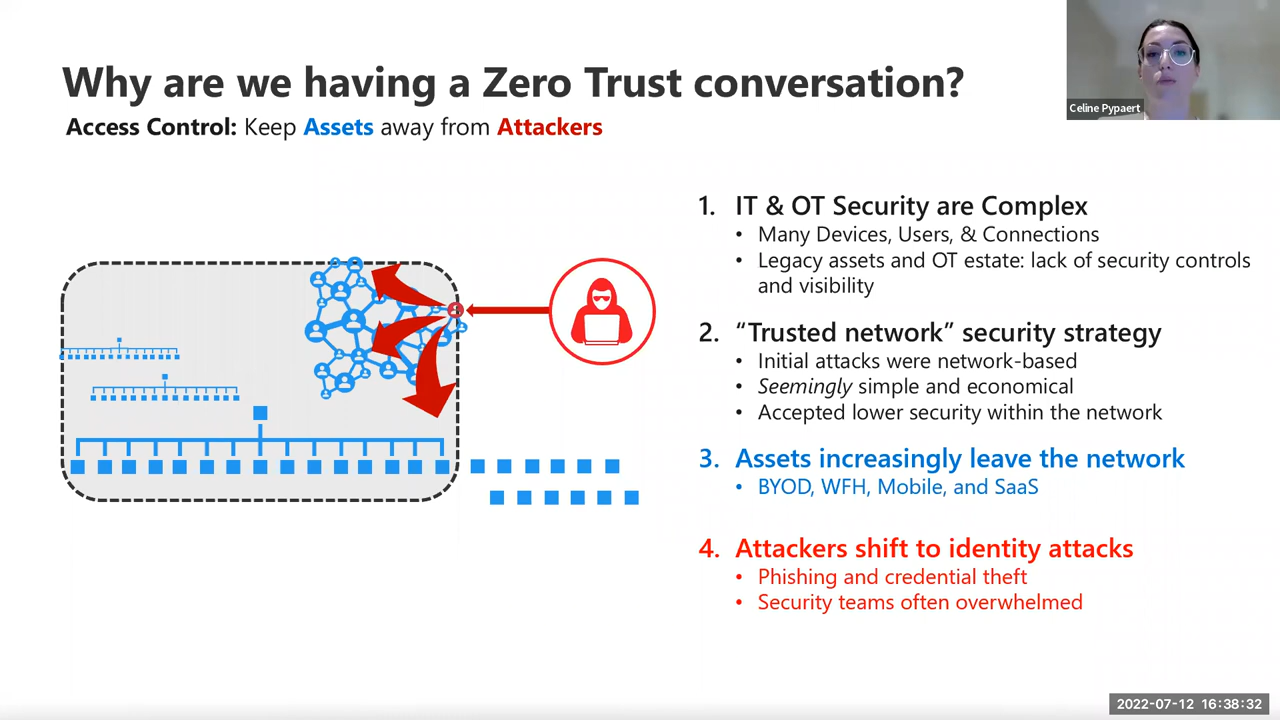 Why are we having a Zero Trust conversation?
Access Control: Keep Assets away from Attackers
Celine Pypaert
1. IT & OT Security are Complex
• Many Devices, Users, & Connections
• Legacy assets and OT estate: lack of security controls
and visibility
2. “Trusted network” security strategy
• Initial attacks were network-based
• Seemingly simple and economical
• Accepted lower security within the network
3. Assets increasingly leave the network
• BYOD, WFH, Mobile, and SaaS
4. Attackers shift to identity attacks
• Phishing and credential theft
• Security teams often overwhelmed
2022-07-12 16:38:32